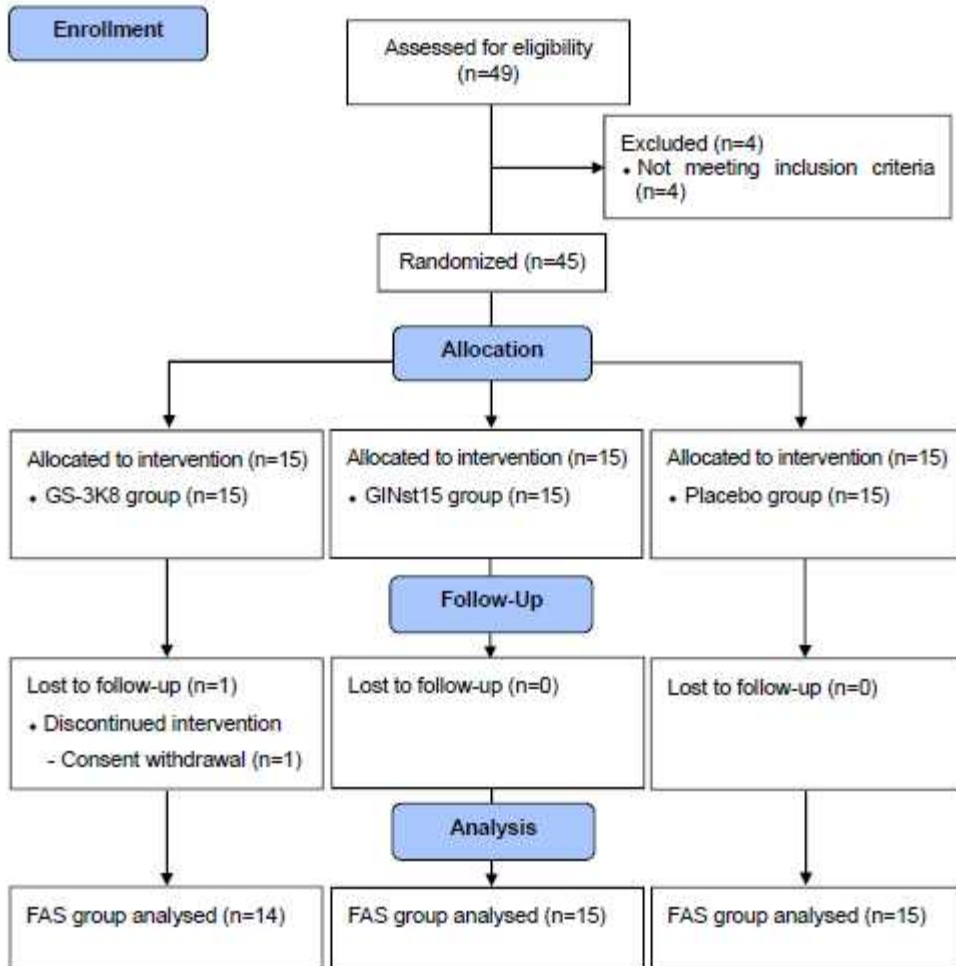 Enrollment
Assessed for eligibility
(n=49)
Excluded (n=4)
• Not meeting inclusion criteria
(n=4)
Randomized (n=45)
Allocation
Allocated to intervention (n=15)
• GS-3K8 group (n=15)
Allocated to intervention (n=15)
• GINst15 group (n=15)
Allocated to intervention (n=15)
• Placebo group (n=15)
Follow-Up
Lost to follow-up (n=1)
• Discontinued intervention
- Consent withdrawal (n=1)
Lost to follow-up (n=0)
Lost to follow-up (n=0)
Analysis
FAS group analysed (n=14)
FAS group analysed (n=15)
FAS group analysed (n=15)